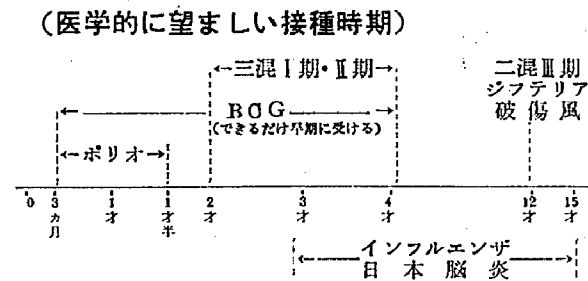 （医学的に望ましい接種時期）
三混Ⅰ期・Ⅱ期
二混Ⅲ期
ジフテリア
破傷風
BCG
（できるだけ早期に受ける）
ポリオ
0
3カ月
1才
1才半
2才
3才
4才
12才
15才
インフルエンザ
日本脳炎